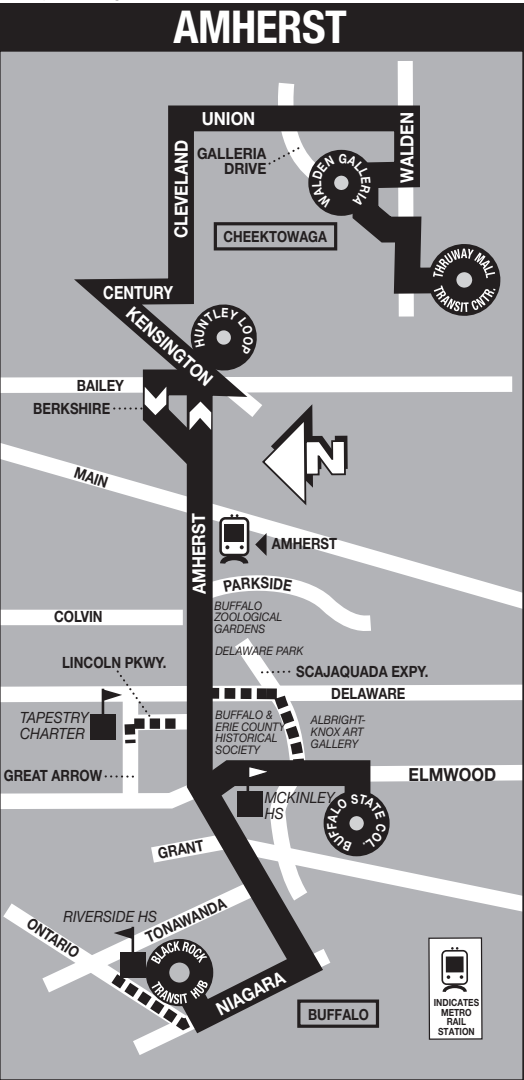 AMHERST
UNION
WALDEN
CLEVELAND
GALLERIA
DRIVE
WALDEN GALLERIA
CHEEKTOWAGA
THRUWAY MALL
TRANSIT CNTR.
CENTURY
KENSINGTON
HUNTLEY LOOP
BAILEY
BERKSHIRE
N
MAIN
AMHERST
AMHERST
PARKSIDE
BUFFALO
ZOOLOGICAL
GARDENS
COLVIN
DELAWARE PARK
LINCOLN PKWY.
SCAJAQUADA EXPY.
DELAWARE
TAPESTRY
CHARTER
BUFFALO &
ERIE COUNTY
HISTORICAL
SOCIETY
ALBRIGHT-
KNOX ART
GALLERY
GREAT ARROW
ELMWOOD
MCKINLEY
HS
BUFFALO STATE COL.
GRANT
RIVERSIDE HS
TONAWANDA
ONTARIO
BLACK ROCK
TRANSIT HUB
NIAGARA
BUFFALO
INDICATES
METRO
RAIL
STATION